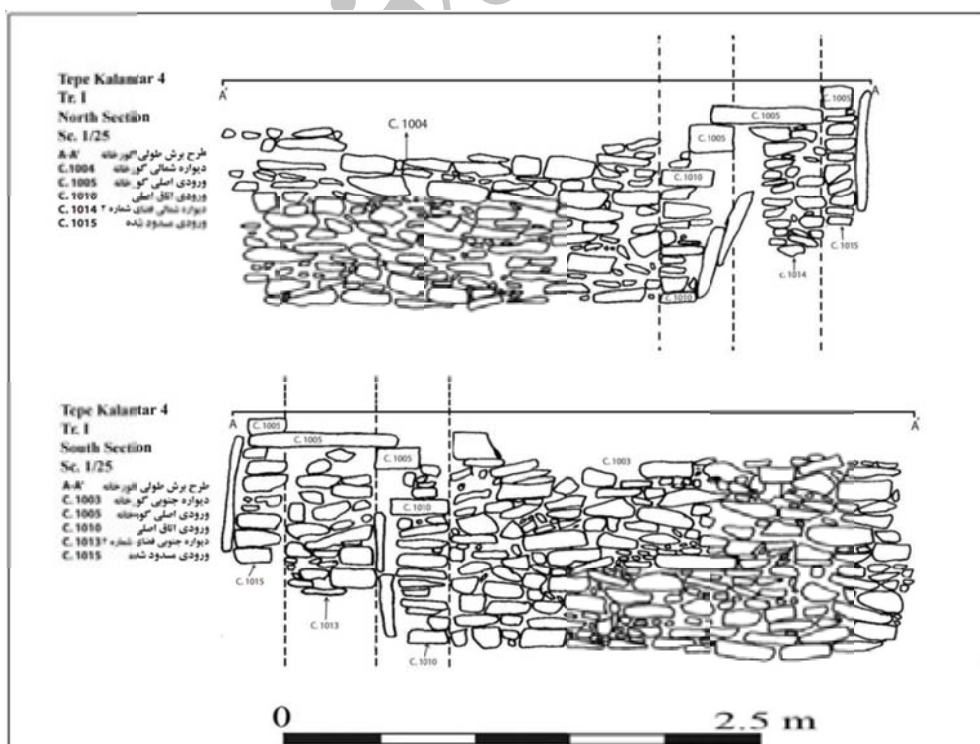 Tepe Kalantar 4
Tr. I
North Section
Sc. 1/25
A-A' طرح برش طولی گورخانه
C.1004 دیواره شمالی گورخانه
C. 1005 ورودی اصلی گورخانه
C. 1010 ورودی اتاق اصلی
C. 1014 دیواره شمالی فضای شماره ۲
C. 1015 ورودی مسدود شده
A'
A
C. 1004
C. 1005
C. 1005
C. 1005
C. 1010
C. 1010
c. 1014
C. 1015
Tepe Kalantar 4
Tr. I
South Section
Sc. 1/25
A-A' طرح برش طولی گورخانه
C. 1003 دیواره جنوبی گورخانه
C. 1005 ورودی اصلی گورخانه
C. 1010 ورودی اتاق اصلی
C. 1013 دیواره جنوبی فضای شماره ۲
C. 1015 ورودی مسدود شده
A
A'
C. 1005
C. 1005
C. 1005
C. 1003
C. 1010
C. 1015
C. 1013
C. 1010
0
2.5 m